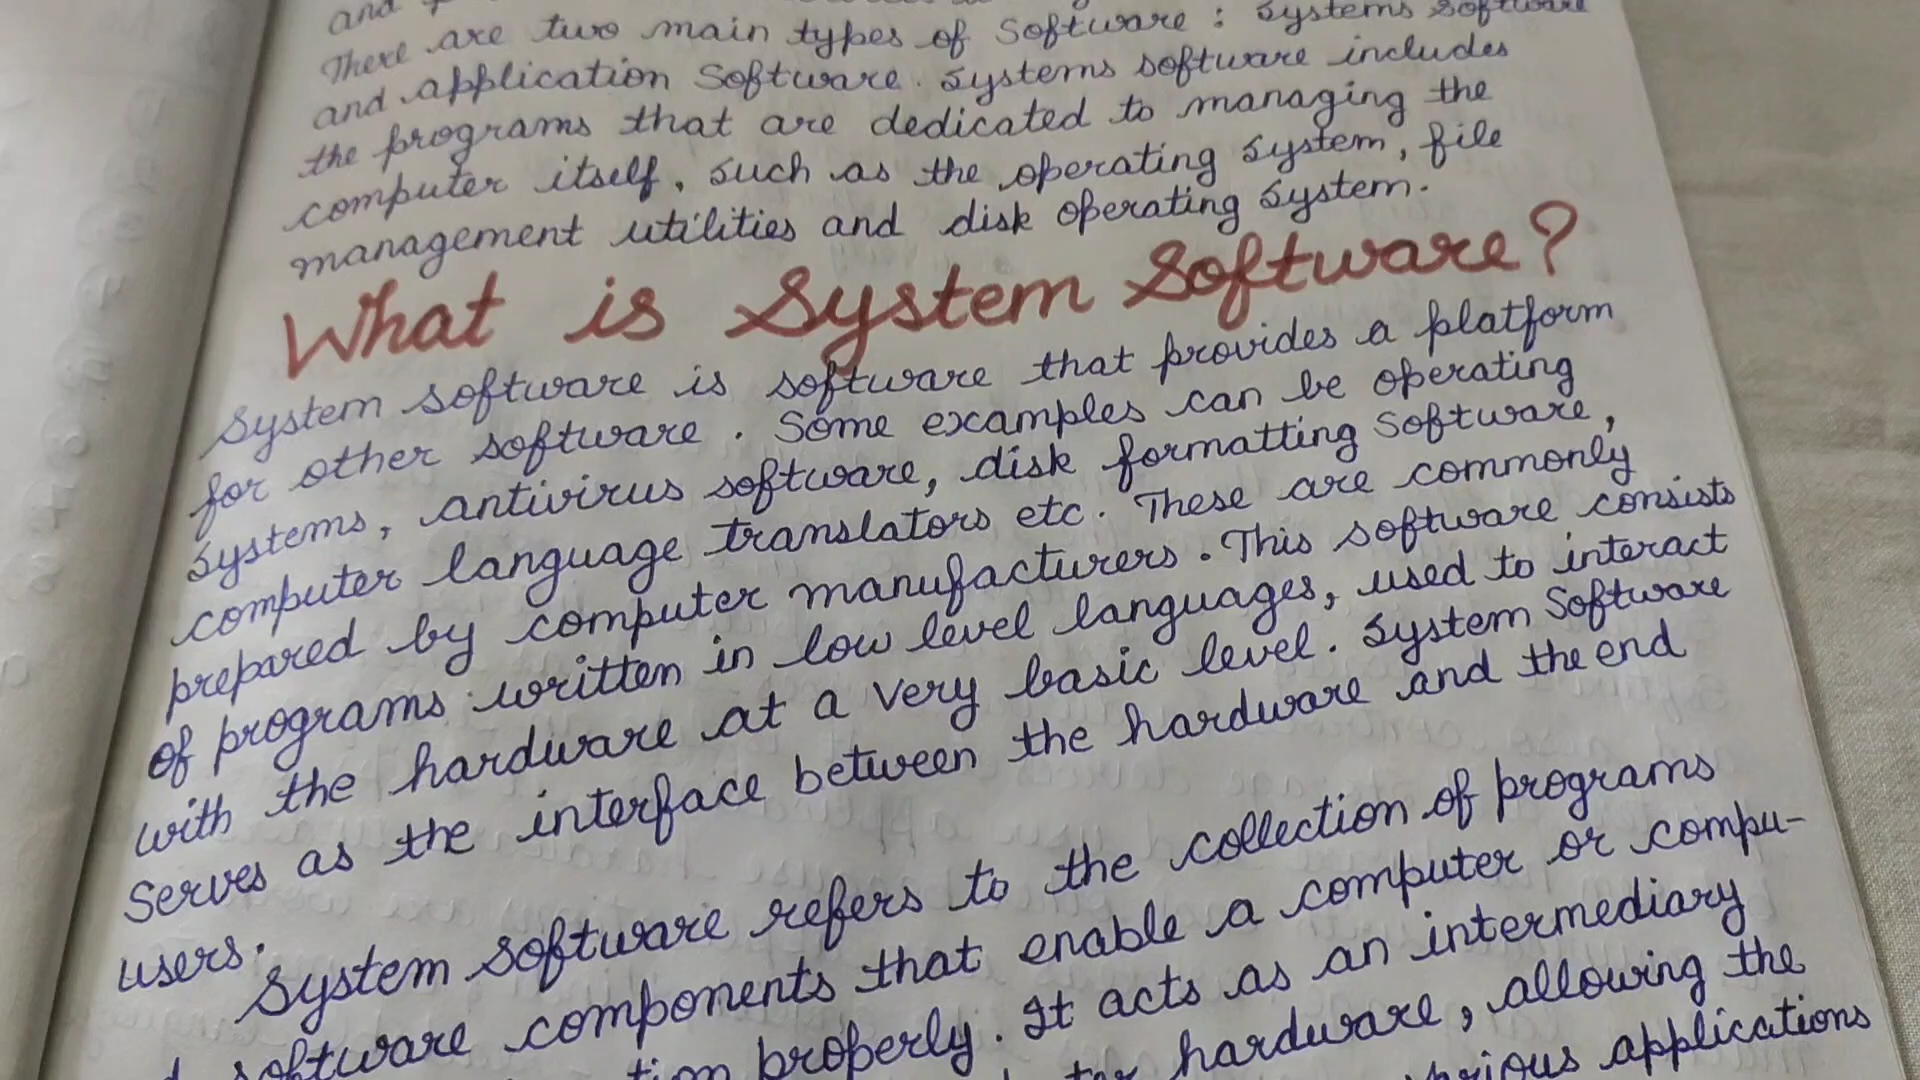 and
There are two main types of Software : Systems Software
and application Software. Systems software includes
the programs that are dedicated to managing the
computer itself, such as the operating system, file
management utilities and disk operating system.
What is System Software?
System software is software that provides a platform
for other software. Some examples can be operating
systems, antivirus software, disk formatting Software,
computer language translators etc. These are commonly
prepared by computer manufacturers. This software consists
of programs written in low level languages, used to interact
with the hardware at a very basic level. System Software
Serves as the interface between the hardware and the end
users.
System software refers to the collection of programs
software components that enable a computer or compu-
properly. It acts as an intermediary
hardware, allowing the
applications